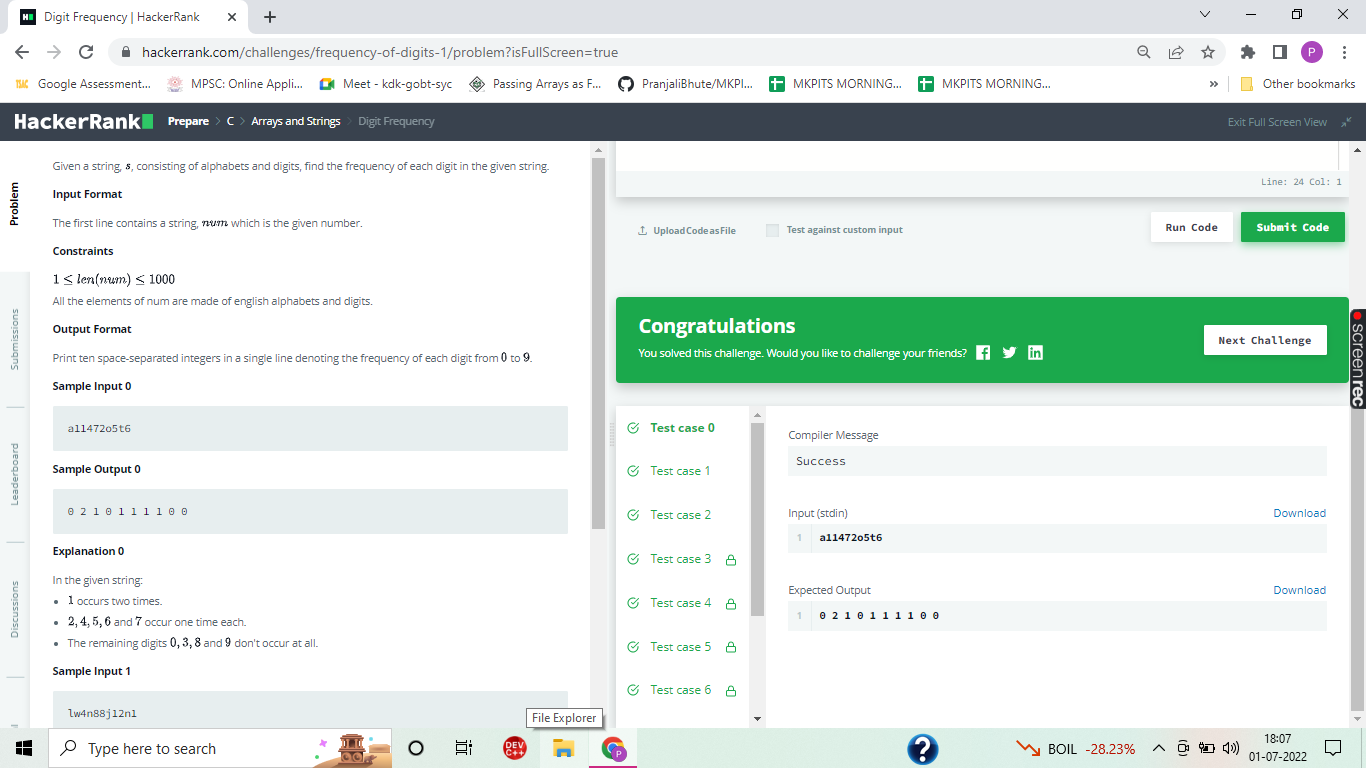 Digit Frequency | HackerRank
hackerrank.com/challenges/frequency-of-digits-1/problem?isFullScreen=true
P
Google Assessment...
MPSC: Online Appli...
Meet - kdk-gobt-syc
Passing Arrays as F...
PranjaliBhute/MKPI...
MKPITS MORNING...
MKPITS MORNING...
»
Other bookmarks
HackerRank
Prepare > C > Arrays and Strings > Digit Frequency
Exit Full Screen View
Problem
Submissions
Leaderboard
Discussions
Given a string, s, consisting of alphabets and digits, find the frequency of each digit in the given string.
Input Format
The first line contains a string, num which is the given number.
Constraints
1 ≤ len(num) ≤ 1000
All the elements of num are made of english alphabets and digits.
Output Format
Print ten space-separated integers in a single line denoting the frequency of each digit from 0 to 9.
Sample Input 0
a11472o5t6
Sample Output 0
0 2 1 0 1 1 1 1 0 0
Explanation 0
In the given string:
• 1 occurs two times.
• 2, 4, 5, 6 and 7 occur one time each.
• The remaining digits 0, 3, 8 and 9 don't occur at all.
Sample Input 1
lw4n88j12n1
File Explorer
Line: 24 Col: 1
Upload Code as File
Test against custom input
Run Code
Submit Code
Congratulations
You solved this challenge. Would you like to challenge your friends?
Next Challenge
screenrec
Test case 0
Test case 1
Test case 2
Test case 3
Test case 4
Test case 5
Test case 6
Compiler Message
Success
Input (stdin)
Download
1 a11472o5t6
Expected Output
Download
1 0 2 1 0 1 1 1 1 0 0
Type here to search
DEV C++
P
?
BOIL -28.23%
18:07
01-07-2022